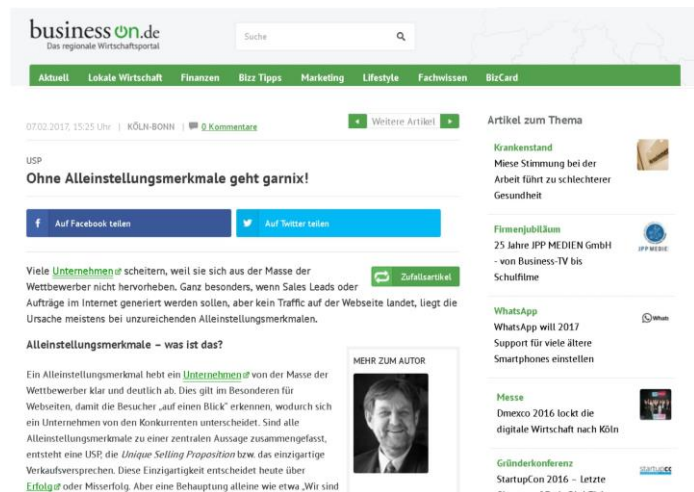 business on.de
Das regionale Wirtschaftsportal
Suche
Aktuell Lokale Wirtschaft Finanzen Bizz Tipps Marketing Lifestyle Fachwissen BizCard
07.02.2017, 15:25 Uhr | KÖLN-BONN | 0 Kommentare
Weitere Artikel
USP
Ohne Alleinstellungsmerkmale geht garnix!
Auf Facebook teilen
Auf Twitter teilen
Viele Unternehmen scheitern, weil sie sich aus der Masse der
Wettbewerber nicht hervorheben. Ganz besonders, wenn Sales Leads oder
Aufträge im Internet generiert werden sollen, aber kein Traffic auf der Webseite landet, liegt die
Ursache meistens bei unzureichenden Alleinstellungsmerkmalen.
Zufallsartikel
Alleinstellungsmerkmale – was ist das?
Ein Alleinstellungsmerkmal hebt ein Unternehmen von der Masse der
Wettbewerber klar und deutlich ab. Dies gilt im Besonderen für
Webseiten, damit die Besucher „auf einen Blick“ erkennen, wodurch sich
ein Unternehmen von den Konkurrenten unterscheidet. Sind alle
Alleinstellungsmerkmale zu einer zentralen Aussage zusammengefasst,
entsteht eine USP, die Unique Selling Proposition bzw. das einzigartige
Verkaufsversprechen. Diese Einzigartigkeit entscheidet heute über
Erfolg oder Misserfolg. Aber eine Behauptung alleine wie etwa „Wir sind
MEHR ZUM AUTOR
Artikel zum Thema
Krankenstand
Miese Stimmung bei der
Arbeit führt zu schlechterer
Gesundheit
Firmenjubiläum
25 Jahre JPP MEDIEN GmbH
- von Business-TV bis
Schulfilme
JPP MEDIE
WhatsApp
WhatsApp will 2017
Support für viele ältere
Smartphones einstellen
Whats
Messe
Dmexco 2016 lockt die
digitale Wirtschaft nach Köln
Gründerkonferenz
StartupCon 2016 – Letzte
startupcc